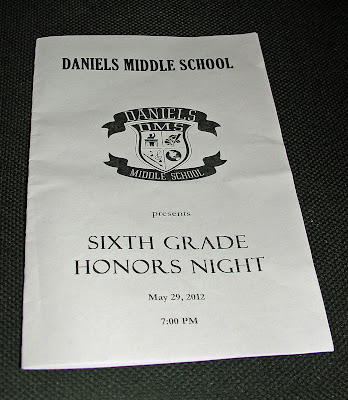 DANIELS MIDDLE SCHOOL
DANIELS
DMS
MIDDLE SCHOOL
presents
SIXTH GRADE
HONORS NIGHT
May 29, 2012
7:00 PM